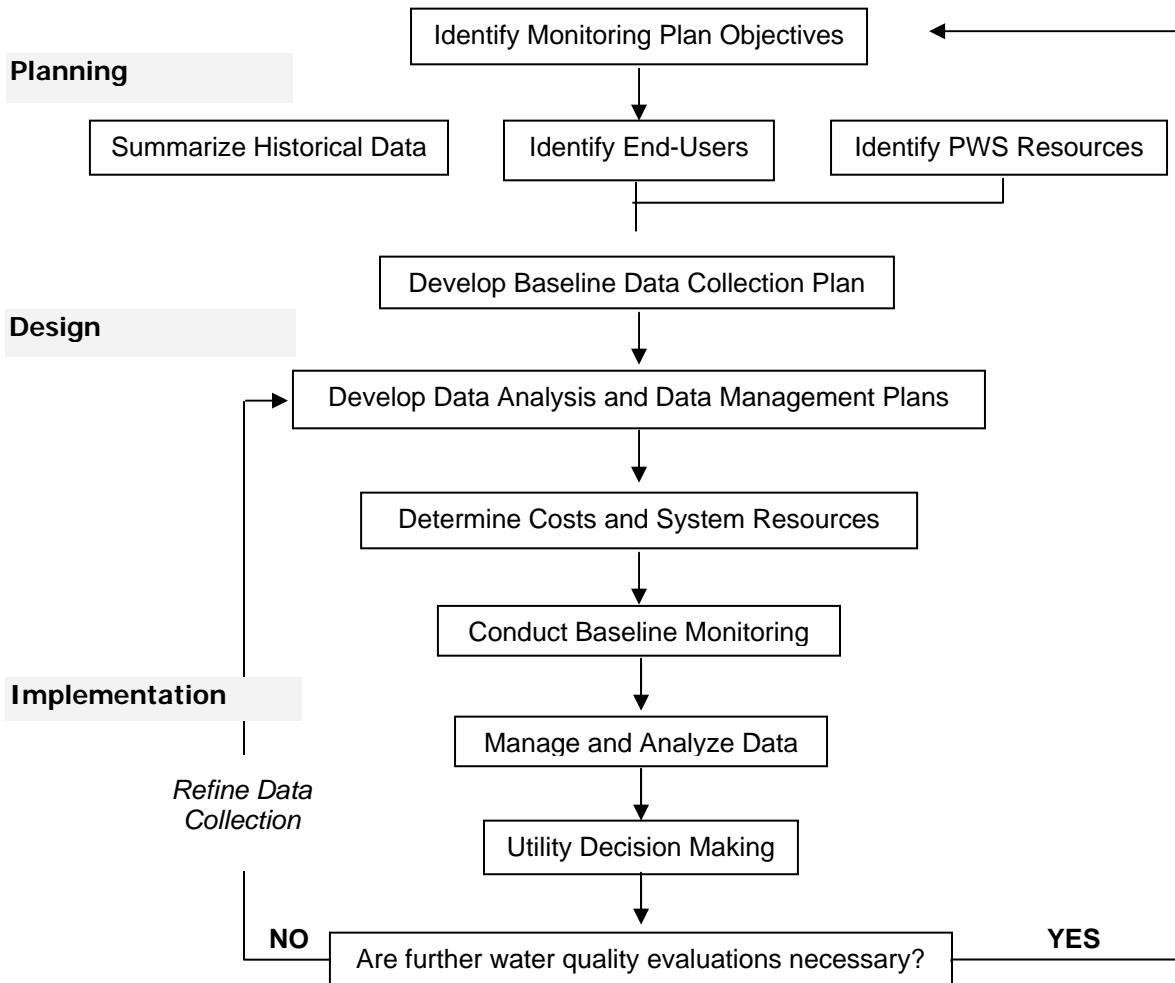 Identify Monitoring Plan Objectives
Planning
Summarize Historical Data
Identify End-Users
Identify PWS Resources
Develop Baseline Data Collection Plan
Design
Develop Data Analysis and Data Management Plans
Determine Costs and System Resources
Conduct Baseline Monitoring
Implementation
Manage and Analyze Data
Refine Data
Collection
Utility Decision Making
NO
YES
Are further water quality evaluations necessary?